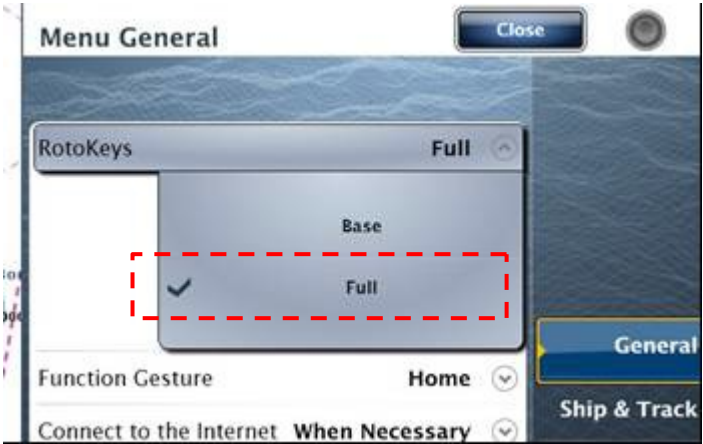 Menu General
Close
RotoKeys Full
Base
Full
General
Function Gesture Home
Ship & Track
Connect to the Internet When Necessary